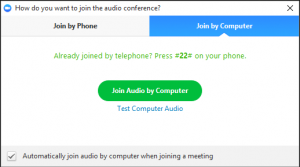 How do you want to join the audio conference?
Join by Phone
Join by Computer
Already joined by telephone? Press #22# on your phone.
Join Audio by Computer
Test Computer Audio
Automatically join audio by computer when joining a meeting